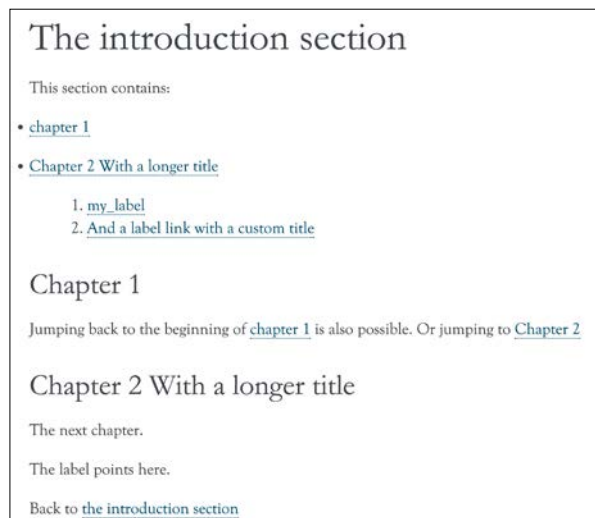 The introduction section
This section contains:
• chapter 1
• Chapter 2 With a longer title
1. my_label
2. And a label link with a custom title
Chapter 1
Jumping back to the beginning of chapter 1 is also possible. Or jumping to Chapter 2
Chapter 2 With a longer title
The next chapter.
The label points here.
Back to the introduction section